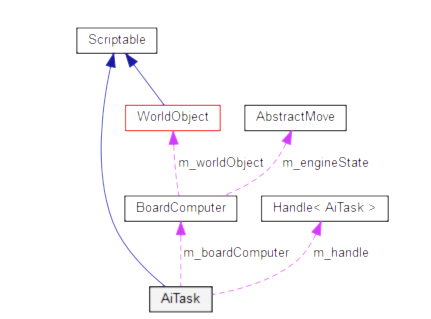 Scriptable
WorldObject
AbstractMove
m_worldObject
m_engineState
BoardComputer
Handle< AiTask >
m_boardComputer
m_handle
AiTask